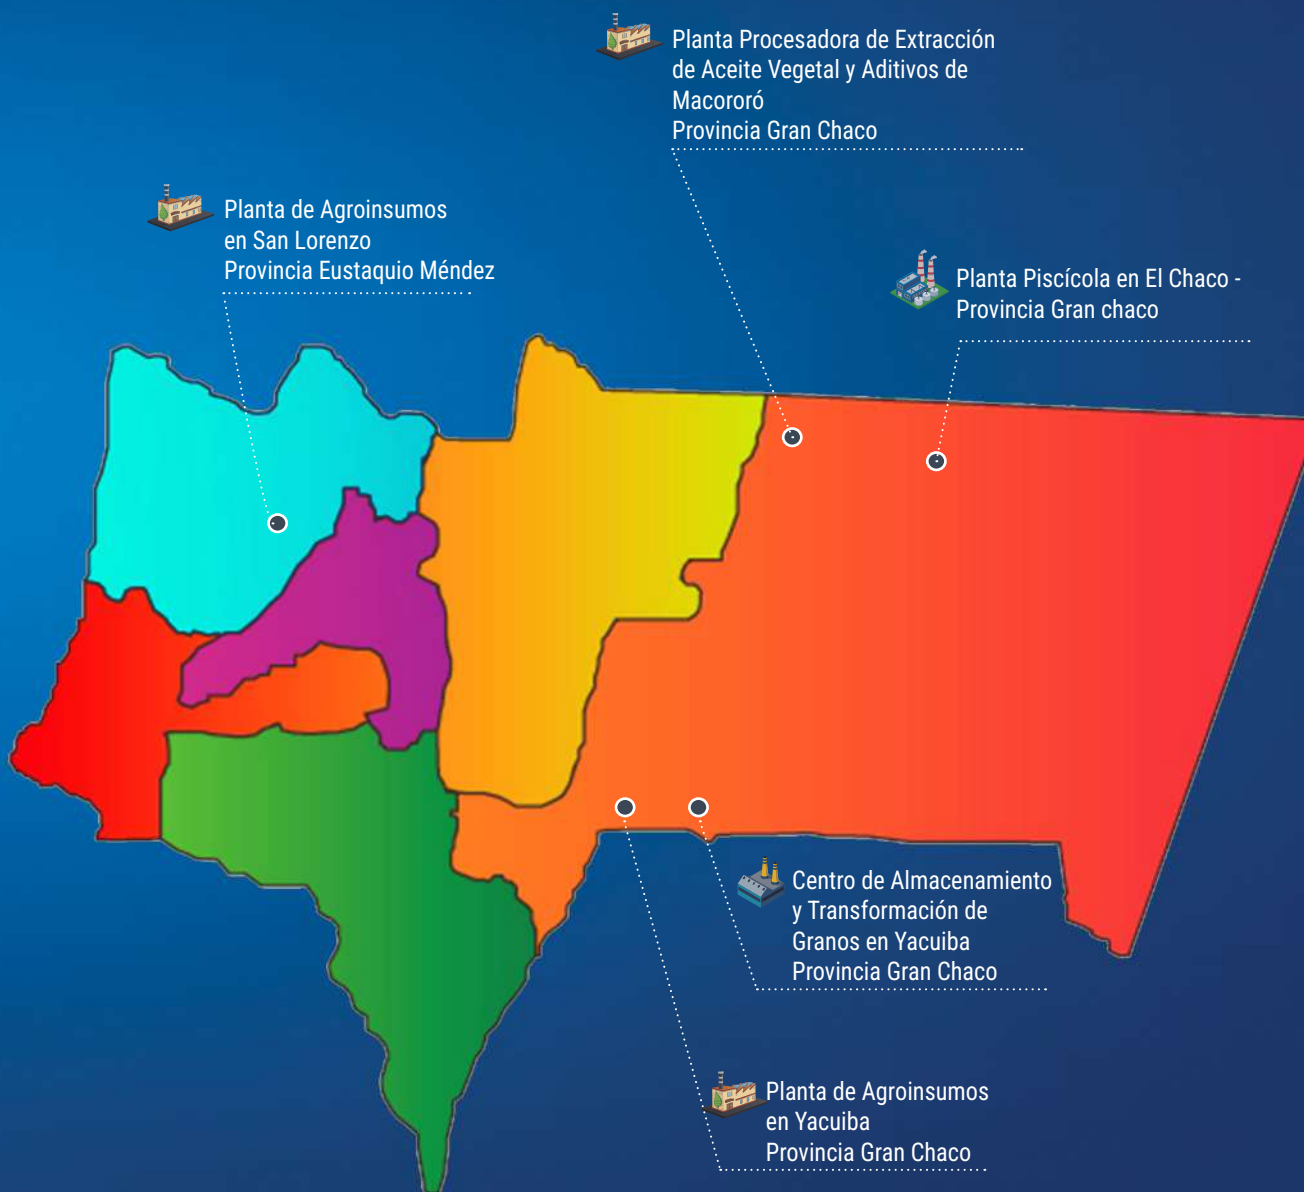 Planta Procesadora de Extracción
de Aceite Vegetal y Aditivos de
Macororó
Provincia Gran Chaco
Planta de Agroinsumos
en San Lorenzo
Provincia Eustaquio Méndez
Planta Piscícola en El Chaco -
Provincia Gran chaco
Centro de Almacenamiento
y Transformación de
Granos en Yacuiba
Provincia Gran Chaco
Planta de Agroinsumos
en Yacuiba
Provincia Gran Chaco